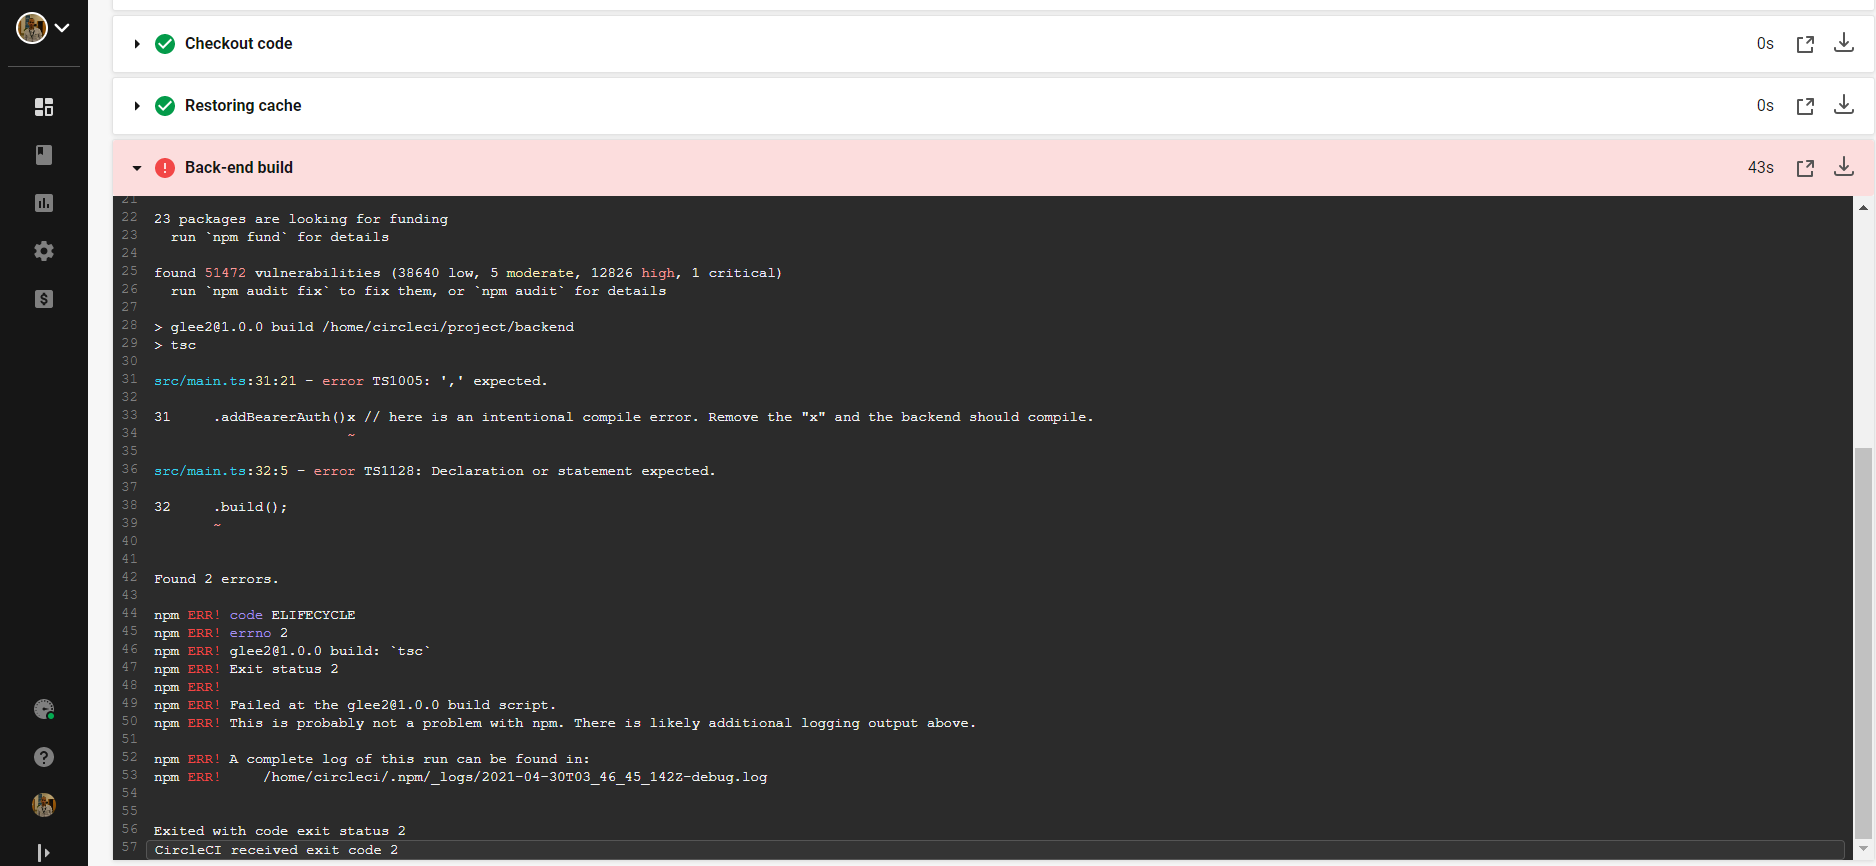 Checkout code 0s
Restoring cache 0s
Back-end build 43s
21
22 23 packages are looking for funding
23   run `npm fund` for details
24
25 found 51472 vulnerabilities (38640 low, 5 moderate, 12826 high, 1 critical)
26   run `npm audit fix` to fix them, or `npm audit` for details
27
28 > glee2@1.0.0 build /home/circleci/project/backend
29 > tsc
30
31 src/main.ts:31:21 - error TS1005: ',' expected.
32
33 31     .addBearerAuth()x // here is an intentional compile error. Remove the "x" and the backend should compile.
34                        ~
35
36 src/main.ts:32:5 - error TS1128: Declaration or statement expected.
37
38 32     .build();
39        ~
40
41
42 Found 2 errors.
43
44 npm ERR! code ELIFECYCLE
45 npm ERR! errno 2
46 npm ERR! glee2@1.0.0 build: `tsc`
47 npm ERR! Exit status 2
48 npm ERR!
49 npm ERR! Failed at the glee2@1.0.0 build script.
50 npm ERR! This is probably not a problem with npm. There is likely additional logging output above.
51
52 npm ERR! A complete log of this run can be found in:
53 npm ERR!     /home/circleci/.npm/_logs/2021-04-30T03_46_45_142Z-debug.log
54
55
56 Exited with code exit status 2
57 CircleCI received exit code 2